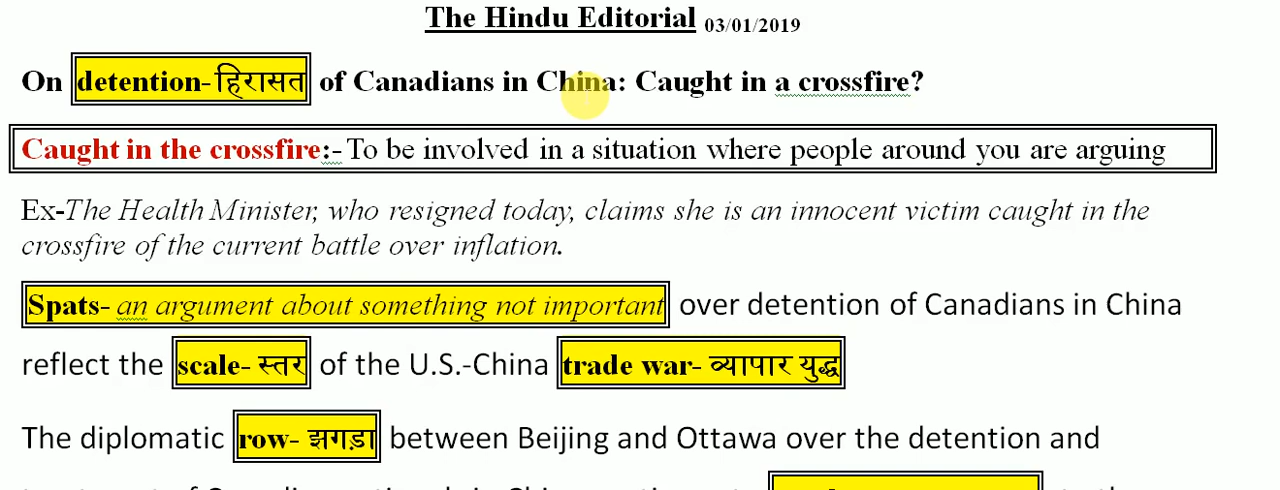 The Hindu Editorial 03/01/2019
On detention- हिरासत of Canadians in China: Caught in a crossfire?
Caught in the crossfire:- To be involved in a situation where people around you are arguing
Ex-The Health Minister, who resigned today, claims she is an innocent victim caught in the
crossfire of the current battle over inflation.
Spats- an argument about something not important over detention of Canadians in China
reflect the scale- स्तर of the U.S.-China trade war- व्यापार युद्ध
The diplomatic row- झगड़ा between Beijing and Ottawa over the detention and